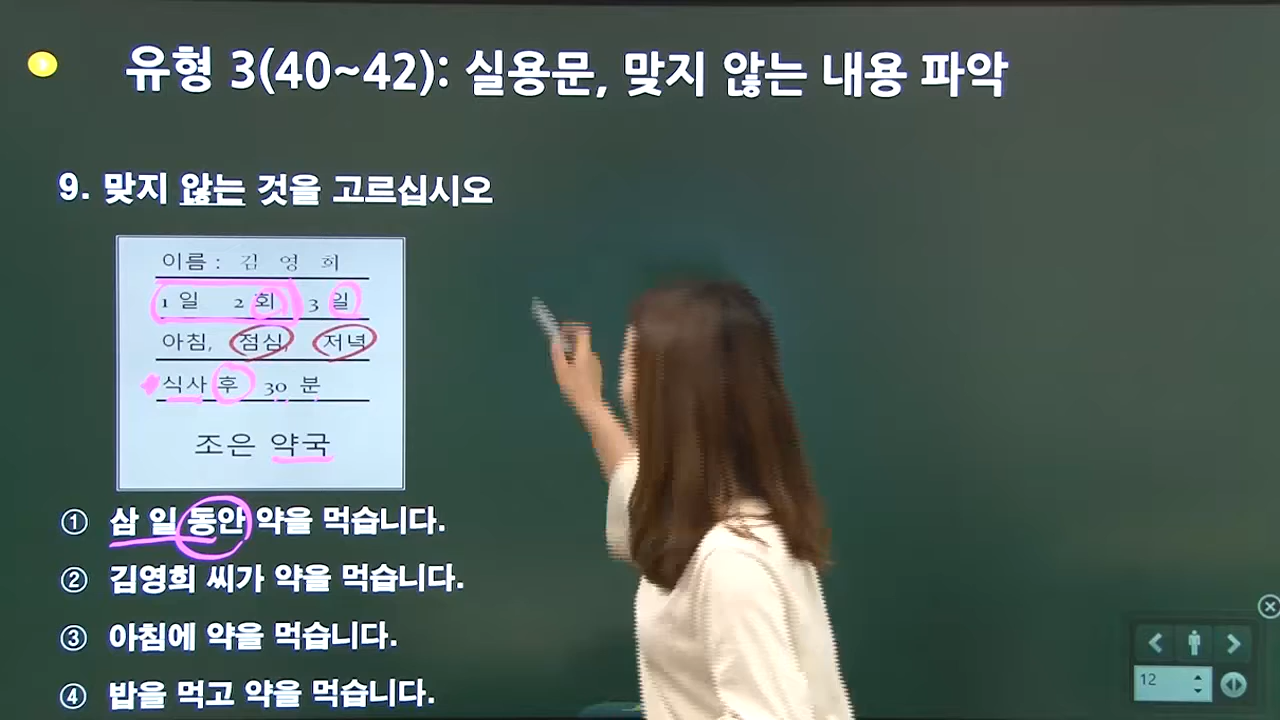 유형 3(40~42): 실용문, 맞지 않는 내용 파악
9. 맞지 않는 것을 고르십시오
이름 : 김 영 희
1 일 2 회 3 일
아침, 점심, 저녁
식사 후 30 분
조은 약국
① 삼 일 동안 약을 먹습니다.
② 김영희 씨가 약을 먹습니다.
③ 아침에 약을 먹습니다.
④ 밥을 먹고 약을 먹습니다.
12